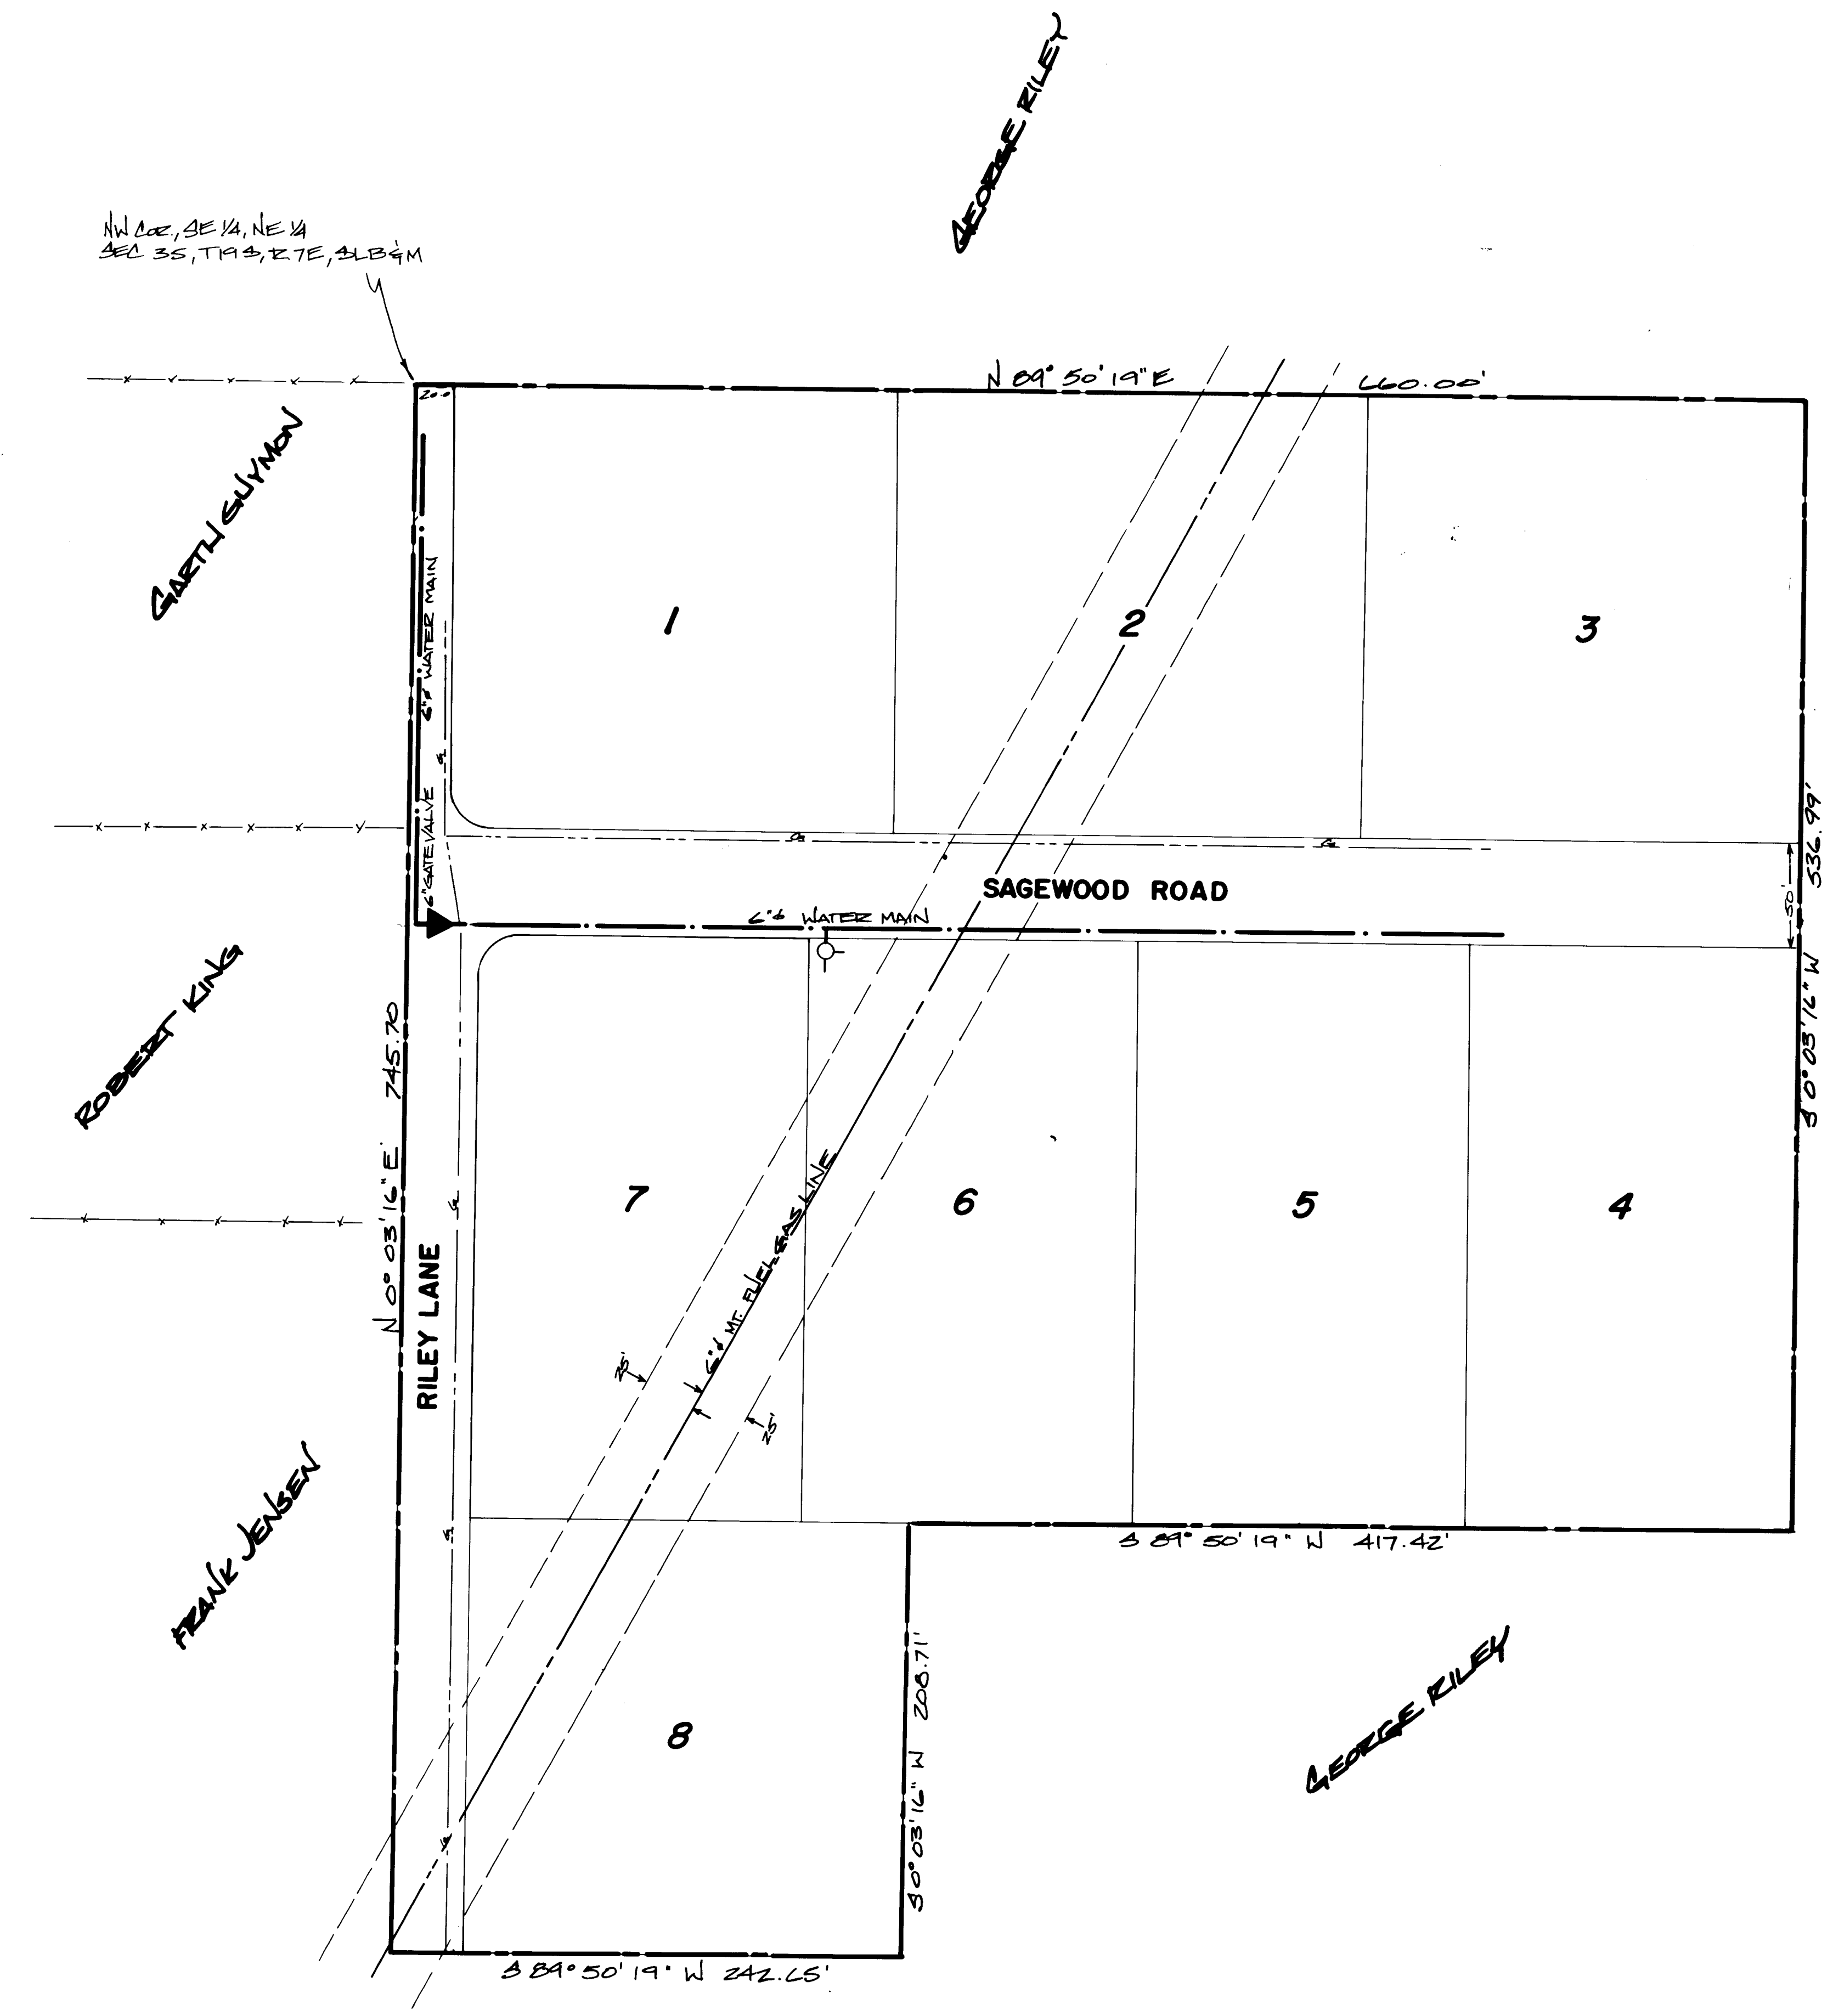 GEORGE RILEY
NW COR., SE 1/4, NE 1/4
SEC 35, T19S, R7E, SLB&M
N 89° 50' 19" E 660.00'
20.0
GARTH GUYMON
6"ø WATER MAIN
1
2
3
G
6" GATE VALVE
G
G
SAGEWOOD ROAD
6"ø WATER MAIN
50'
536.99'
S 0° 03' 16" W
ROBERT KING
N 0° 03' 16" E 745.70
7
6
5
4
G
RILEY LANE
6"ø MT. FUEL GAS LINE
25'
25'
FRANK JENSEN
G
S 89° 50' 19" W 417.42'
S 0° 03' 16" W 208.71'
8
GEORGE RILEY
G
S 89° 50' 19" W 242.65'